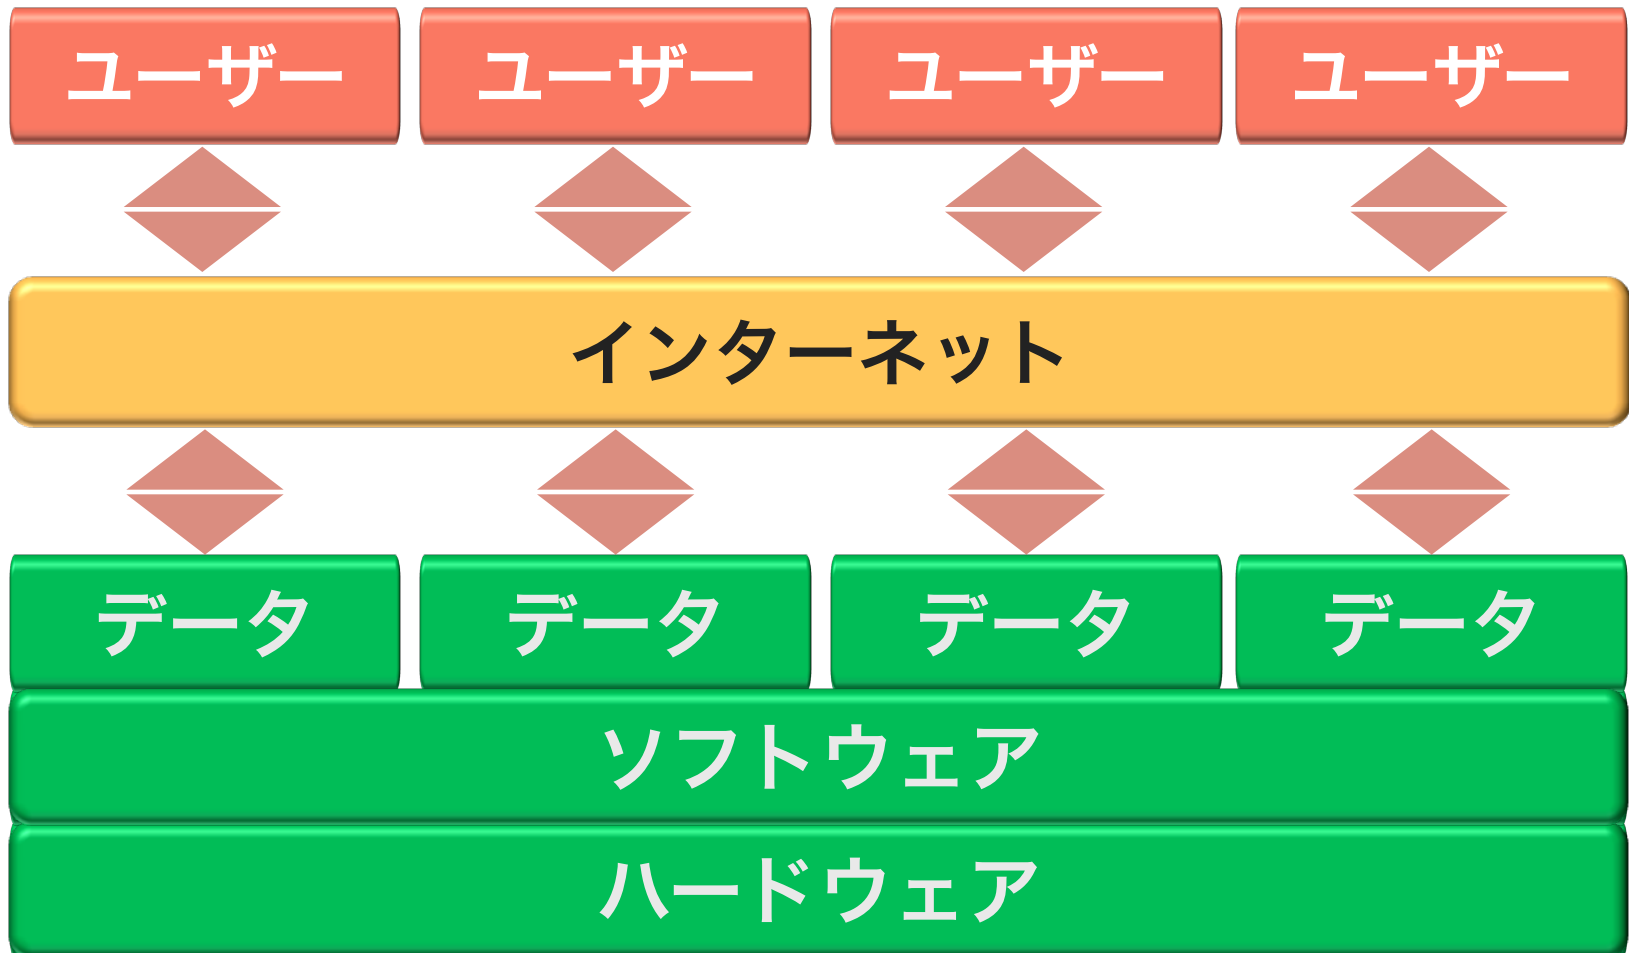 ユーザー ユーザー ユーザー ユーザー
インターネット
データ データ データ データ
ソフトウェア
ハードウェア